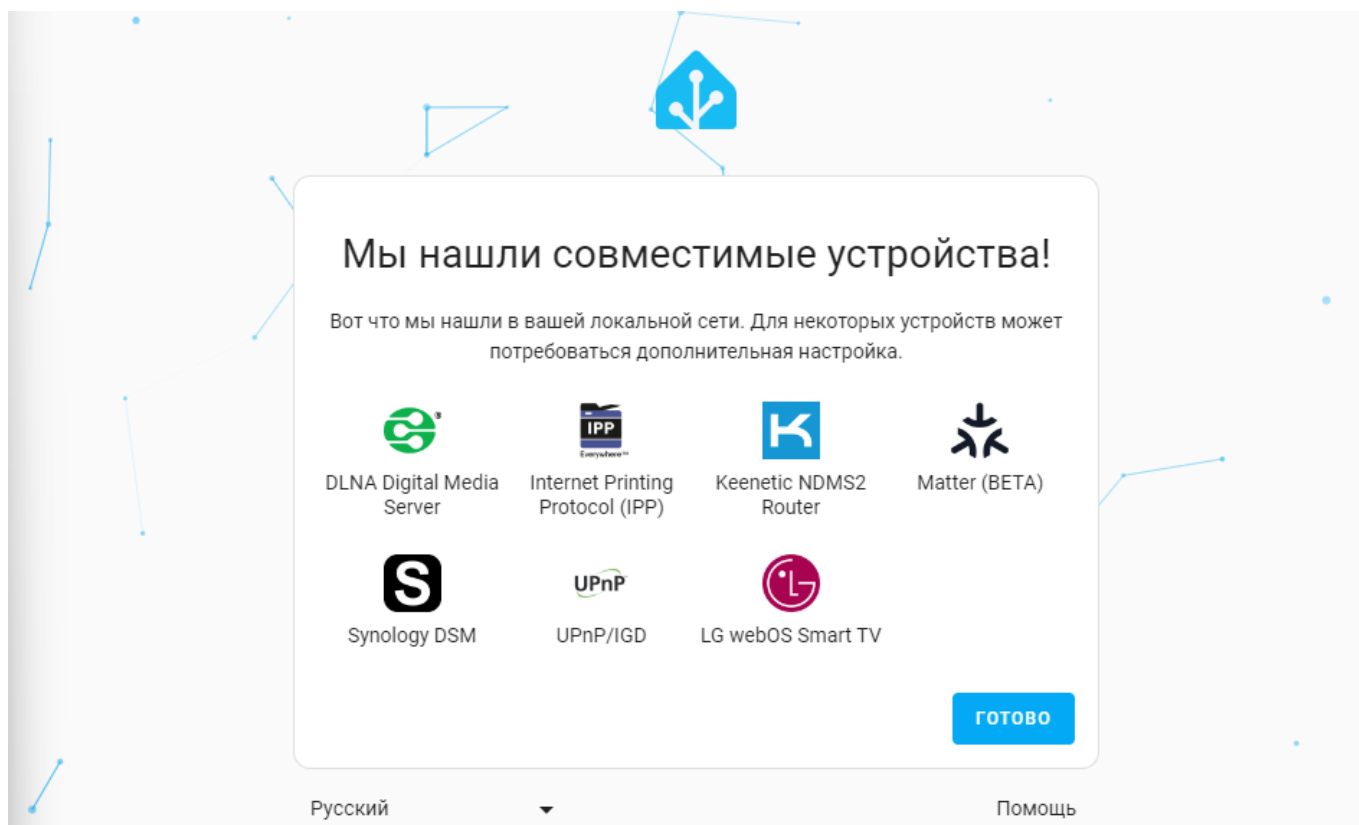 Мы нашли совместимые устройства!
Вот что мы нашли в вашей локальной сети. Для некоторых устройств может
потребоваться дополнительная настройка.
IPP
Everywhere™
DLNA Digital Media
Server
Internet Printing
Protocol (IPP)
Keenetic NDMS2
Router
Matter (BETA)
S
UPnP
Synology DSM
UPnP/IGD
LG webOS Smart TV
ГОТОВО
Русский
Помощь